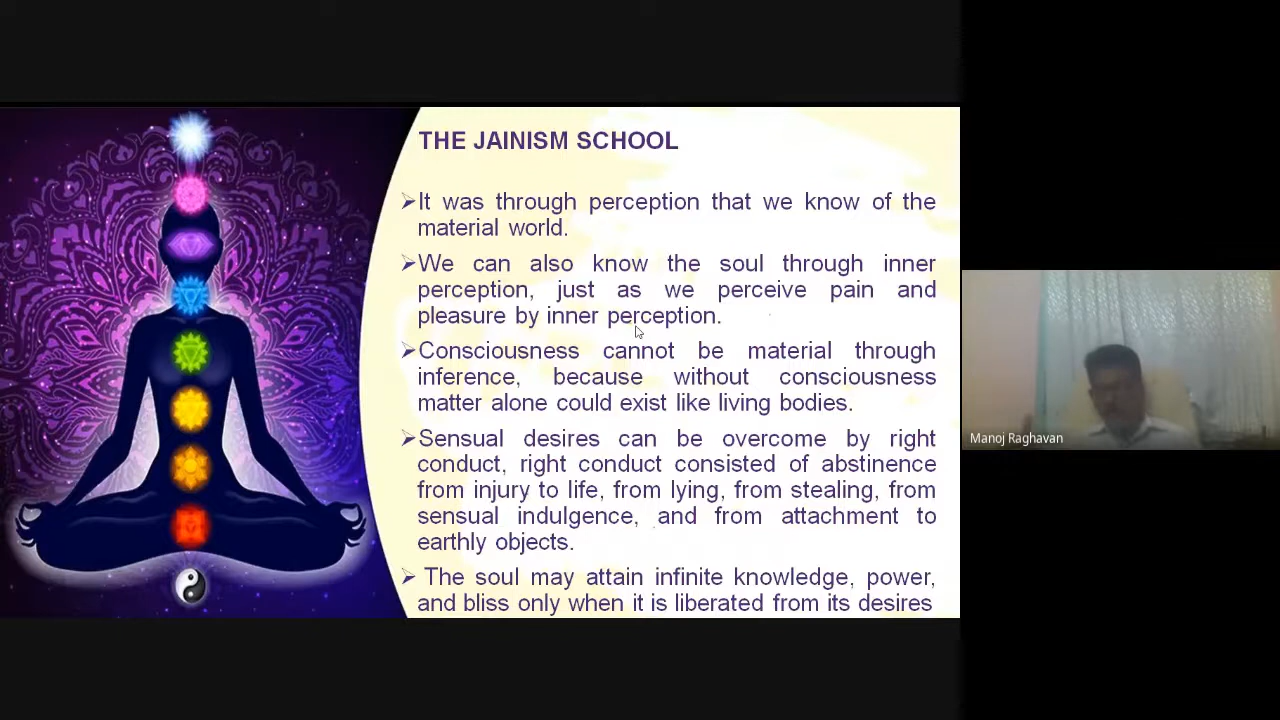 THE JAINISM SCHOOL
➢It was through perception that we know of the
material world.
➢We can also know the soul through inner
perception, just as we perceive pain and
pleasure by inner perception.
➢Consciousness cannot be material through
inference, because without consciousness
matter alone could exist like living bodies.
➢Sensual desires can be overcome by right
conduct, right conduct consisted of abstinence
from injury to life, from lying, from stealing, from
sensual indulgence, and from attachment to
earthly objects.
➢ The soul may attain infinite knowledge, power,
and bliss only when it is liberated from its desires
Manoj Raghavan